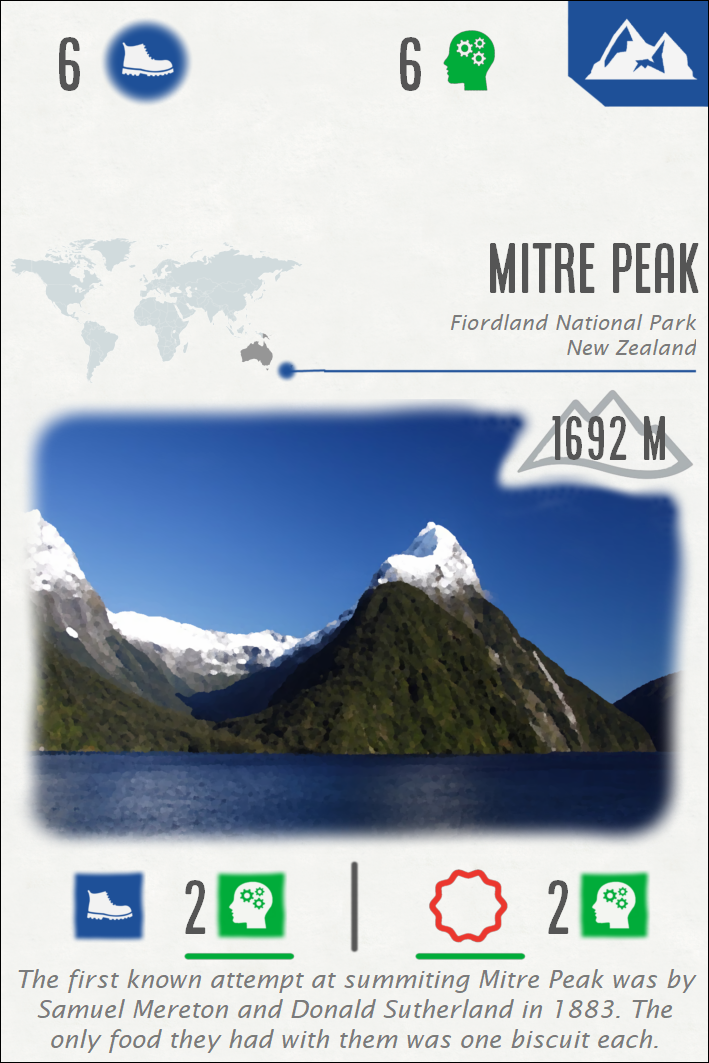 6
6
MITRE PEAK
Fiordland National Park
New Zealand
1692 M
2
2
The first known attempt at summiting Mitre Peak was by
Samuel Mereton and Donald Sutherland in 1883. The
only food they had with them was one biscuit each.